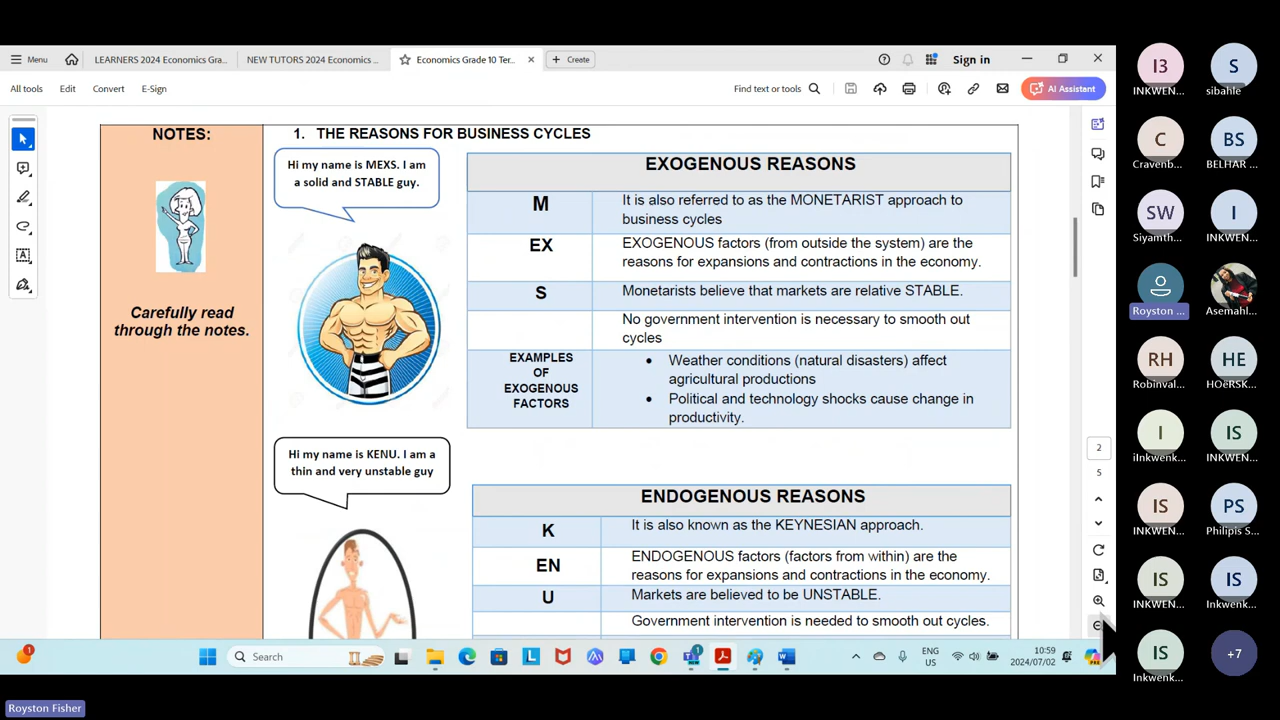 Menu
LEARNERS 2024 Economics Gra...
NEW TUTORS 2024 Economics ...
Economics Grade 10 Ter...
Create
Sign in
All tools
Edit
Convert
E-Sign
Find text or tools
AI Assistant
NOTES:
Carefully read
through the notes.
1. THE REASONS FOR BUSINESS CYCLES
Hi my name is MEXS. I am
a solid and STABLE guy.
EXOGENOUS REASONS
M
It is also referred to as the MONETARIST approach to
business cycles
EX
EXOGENOUS factors (from outside the system) are the
reasons for expansions and contractions in the economy.
S
Monetarists believe that markets are relative STABLE.
No government intervention is necessary to smooth out
cycles
EXAMPLES
OF
EXOGENOUS
FACTORS
• Weather conditions (natural disasters) affect
agricultural productions
• Political and technology shocks cause change in
productivity.
Hi my name is KENU. I am a
thin and very unstable guy
ENDOGENOUS REASONS
K
It is also known as the KEYNESIAN approach.
EN
ENDOGENOUS factors (factors from within) are the
reasons for expansions and contractions in the economy.
U
Markets are believed to be UNSTABLE.
Government intervention is needed to smooth out cycles.
2
5
1
Search
1
ENG
US
10:59
2024/07/02
I3
INKWEN...
S
sibahle
C
Cravenb...
BS
BELHAR ...
SW
Siyamth...
I
INKWEN...
Royston ...
Asemahl...
RH
Robinval...
HE
HOërSK...
I
iInkwenk...
IS
INKWEN...
IS
INKWEN...
PS
Philipis S...
IS
INKWEN...
IS
Inkwenk...
IS
Inkwenk...
+7
Royston Fisher